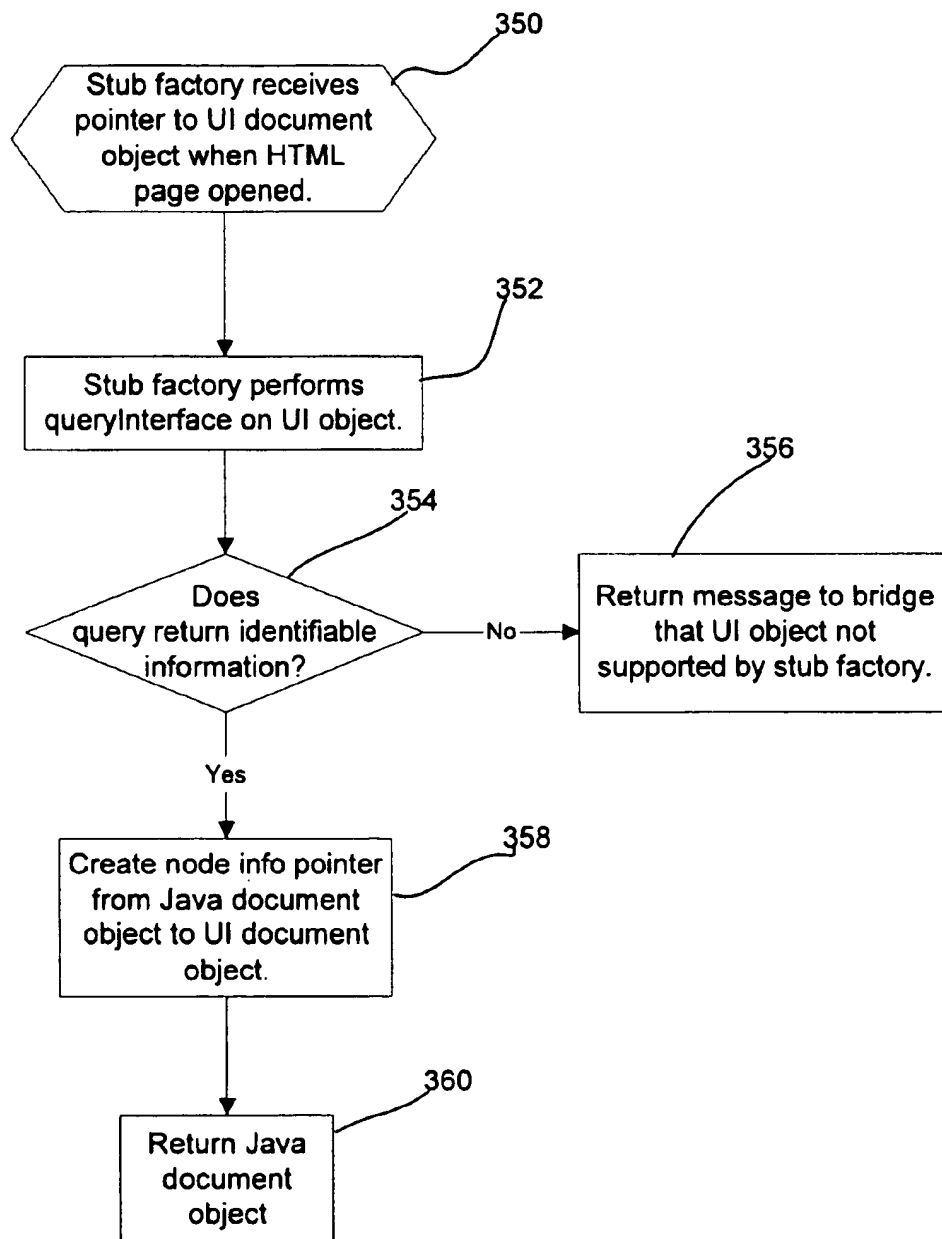 350
Stub factory receives
pointer to UI document
object when HTML
page opened.
352
Stub factory performs
queryInterface on UI object.
354
Does
query return identifiable
information?
No
356
Return message to bridge
that UI object not
supported by stub factory.
Yes
358
Create node info pointer
from Java document
object to UI document
object.
360
Return Java
document
object